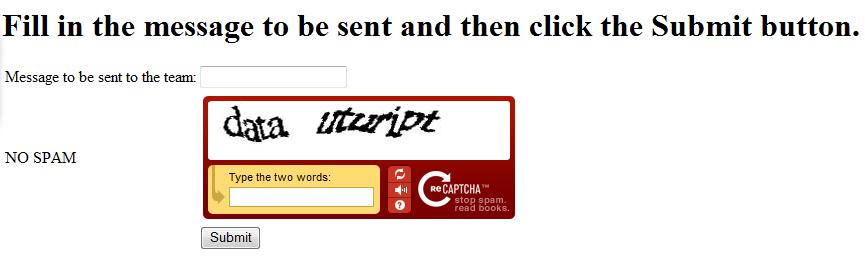 Fill in the message to be sent and then click the Submit button.
Message to be sent to the team:
data
NO SPAM
Type the two words:
reCAPTCHA™
stop spam.
read books.
Submit